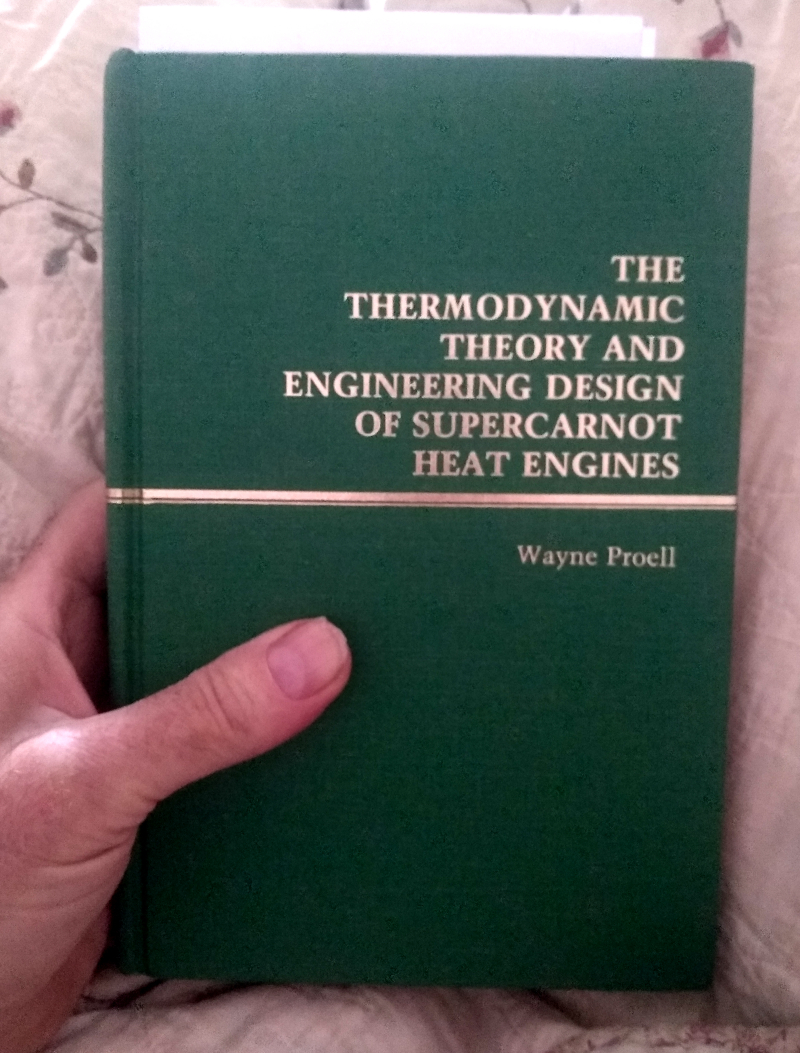 THE
THERMODYNAMIC
THEORY AND
ENGINEERING DESIGN
OF SUPERCARNOT
HEAT ENGINES
Wayne Proell